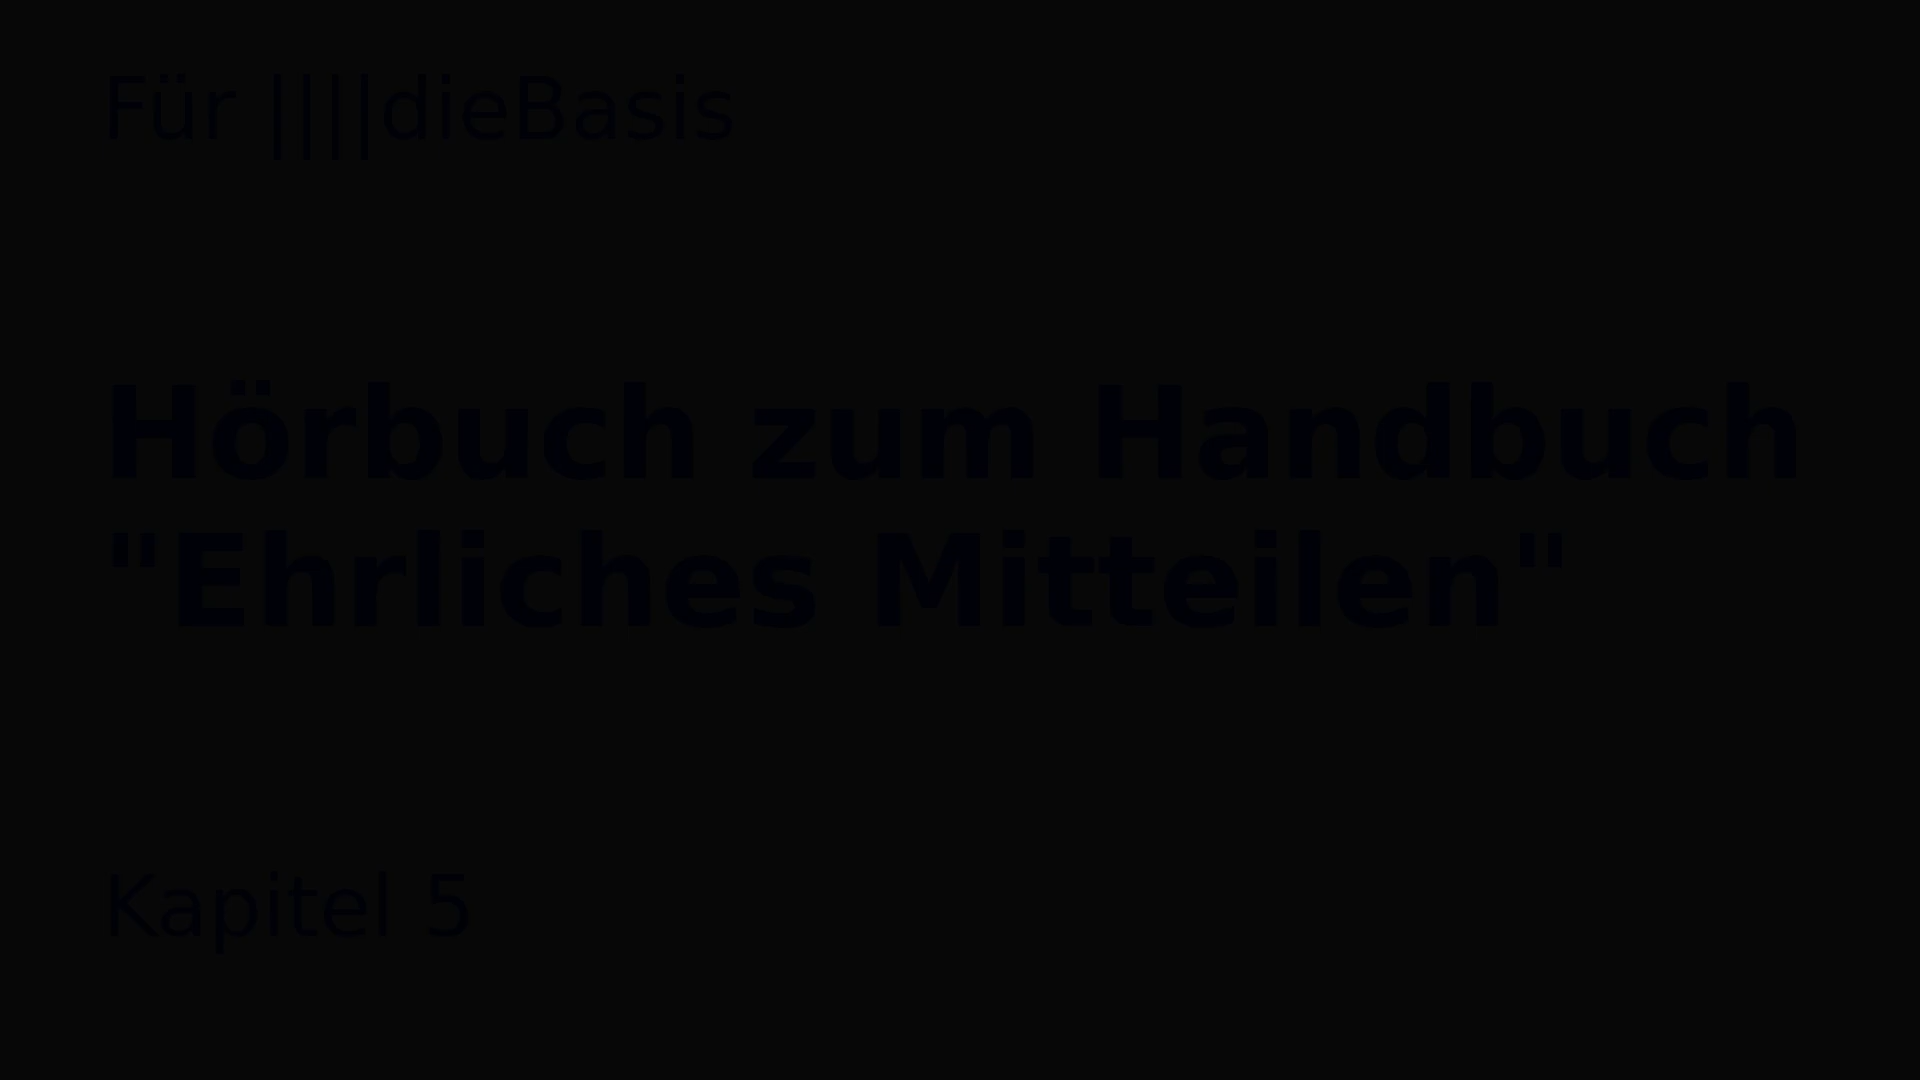 Für ||||dieBasis
Hörbuch zum Handbuch
"Ehrliches Mitteilen"
Kapitel 5